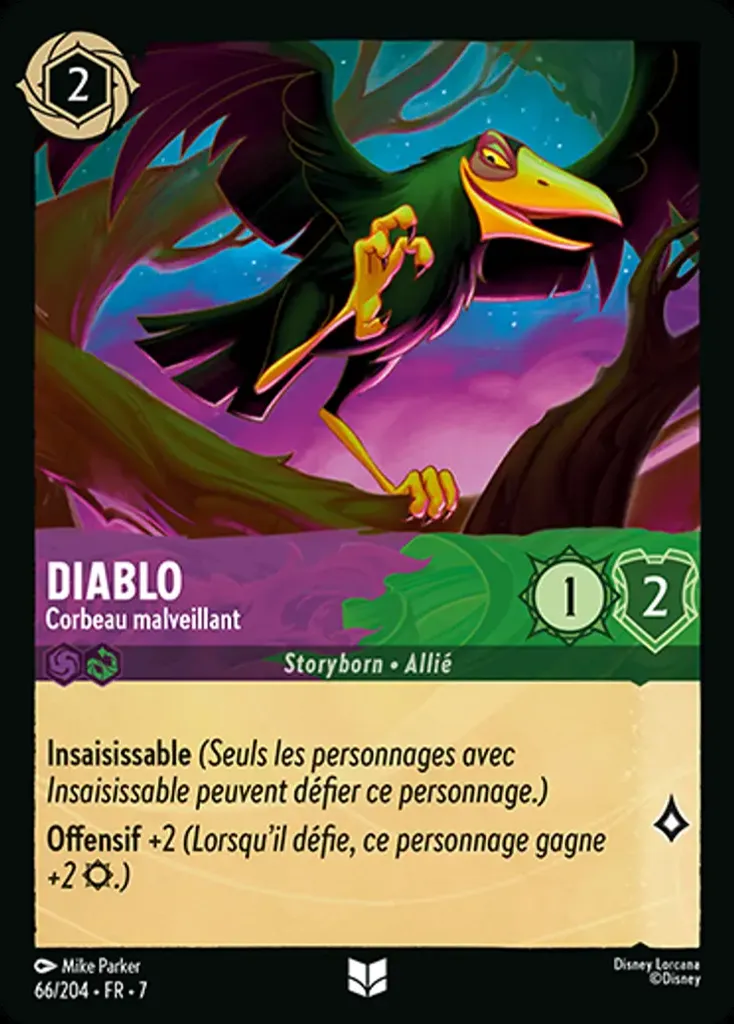 2
DIABLO
Corbeau malveillant
1
2
Storyborn • Allié
Insaisissable (Seuls les personnages avec
Insaisissable peuvent défier ce personnage.)
Offensif +2 (Lorsqu'il défie, ce personnage gagne
+2 .)
Mike Parker
66/204 • FR • 7
Disney Lorcana
©Disney